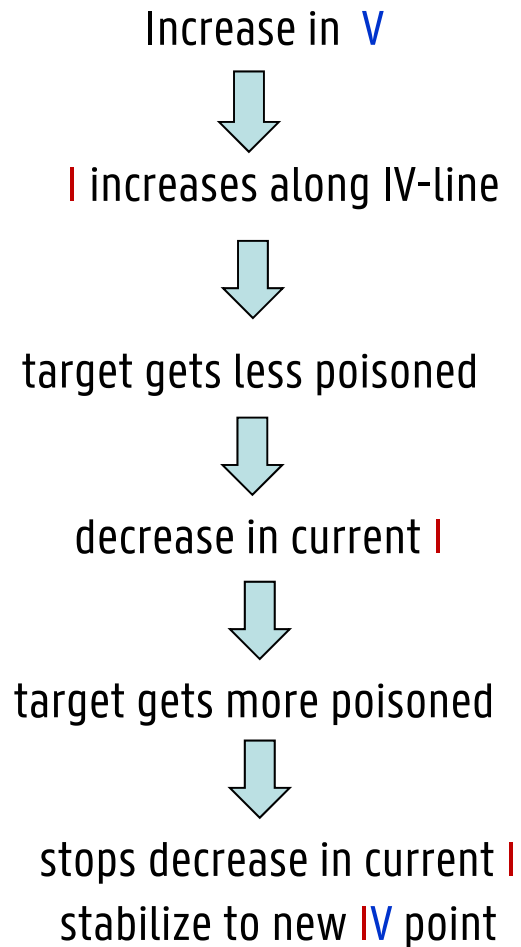 Increase in V
I increases along IV-line
target gets less poisoned
decrease in current I
target gets more poisoned
stops decrease in current I
stabilize to new IV point